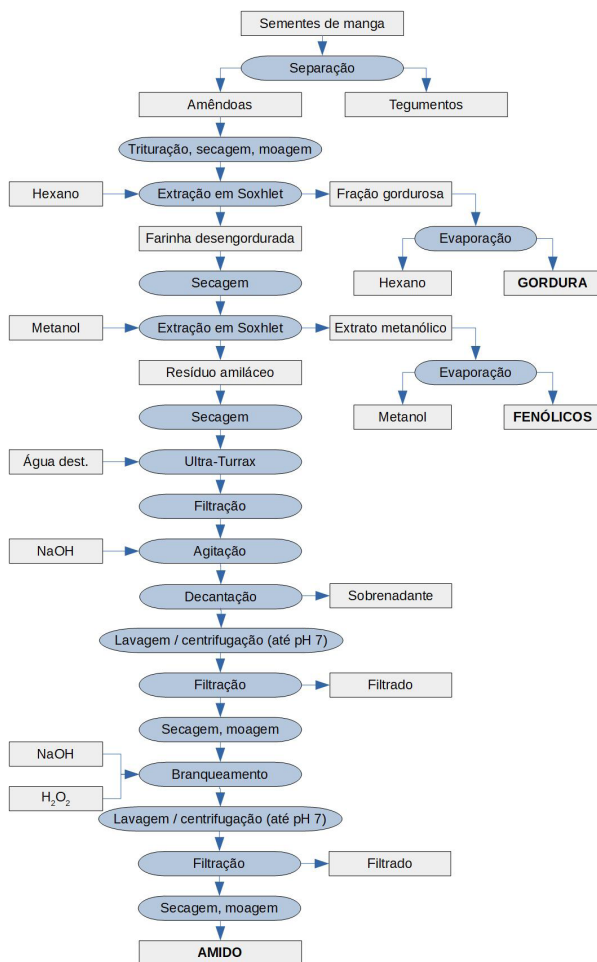 Sementes de manga
Separação
Amêndoas
Tegumentos
Trituração, secagem, moagem
Hexano
Extração em Soxhlet
Fração gordurosa
Farinha desengordurada
Evaporação
Secagem
Hexano
GORDURA
Metanol
Extração em Soxhlet
Extrato metanólico
Resíduo amiláceo
Evaporação
Secagem
Metanol
FENÓLICOS
Água dest.
Ultra-Turrax
Filtração
NaOH
Agitação
Decantação
Sobrenadante
Lavagem / centrifugação (até pH 7)
Filtração
Filtrado
Secagem, moagem
NaOH
Branqueamento
H₂O₂
Lavagem / centrifugação (até pH 7)
Filtração
Filtrado
Secagem, moagem
AMIDO